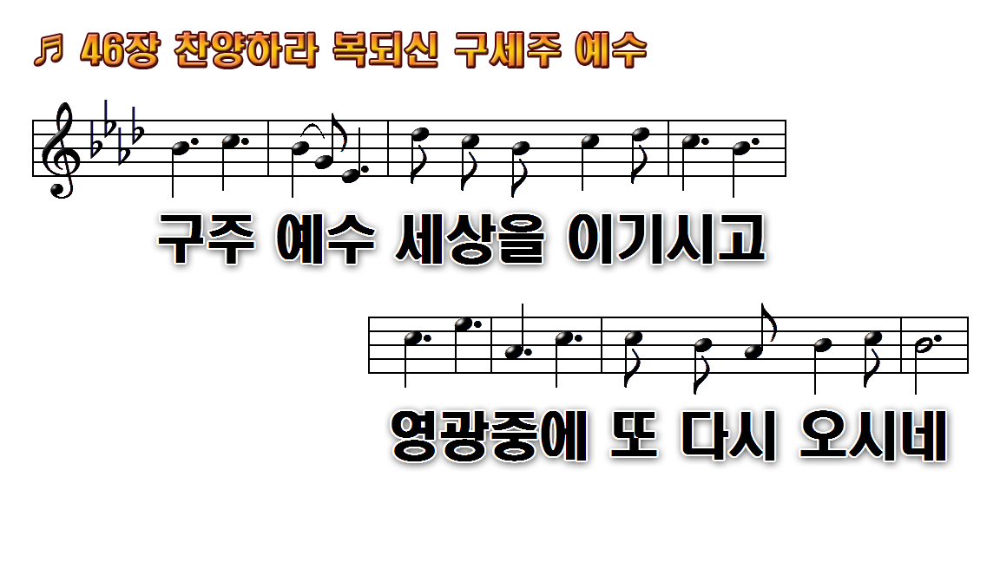 ♬ 46장 찬양하라 복되신 구세주 예수
구주 예수 세상을 이기시고
영광중에 또 다시 오시네